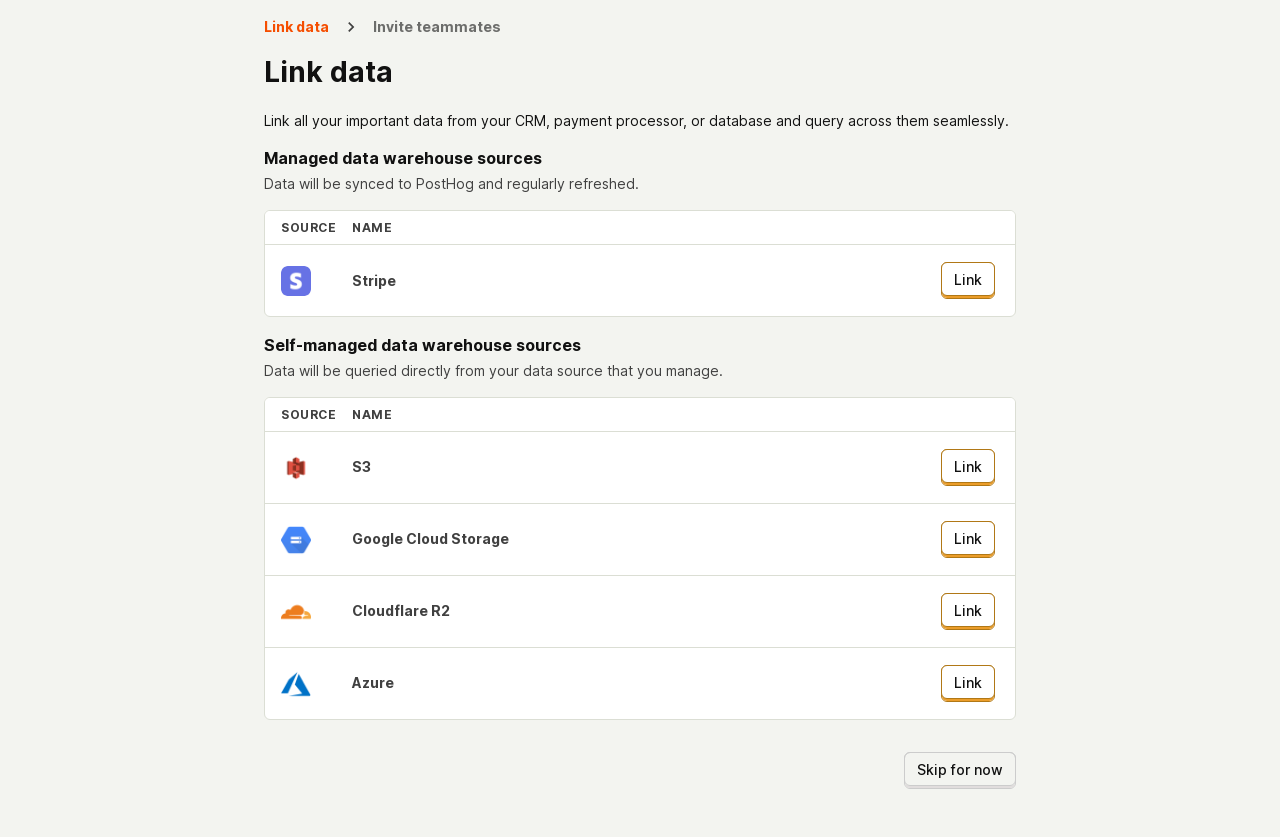 Link data > Invite teammates
Link data
Link all your important data from your CRM, payment processor, or database and query across them seamlessly.
Managed data warehouse sources
Data will be synced to PostHog and regularly refreshed.
SOURCE NAME
S Stripe Link
Self-managed data warehouse sources
Data will be queried directly from your data source that you manage.
SOURCE NAME
S3 Link
Google Cloud Storage Link
Cloudflare R2 Link
Azure Link
Skip for now